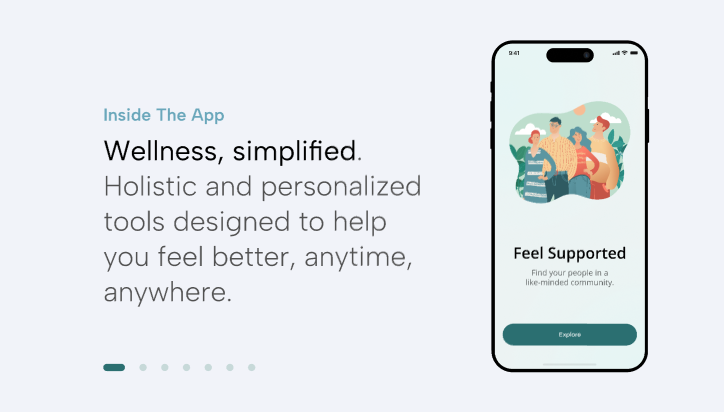 Inside The App
Wellness, simplified.
Holistic and personalized
tools designed to help
you feel better, anytime,
anywhere.
9:41
Feel Supported
Find your people in a
like-minded community.
Explore